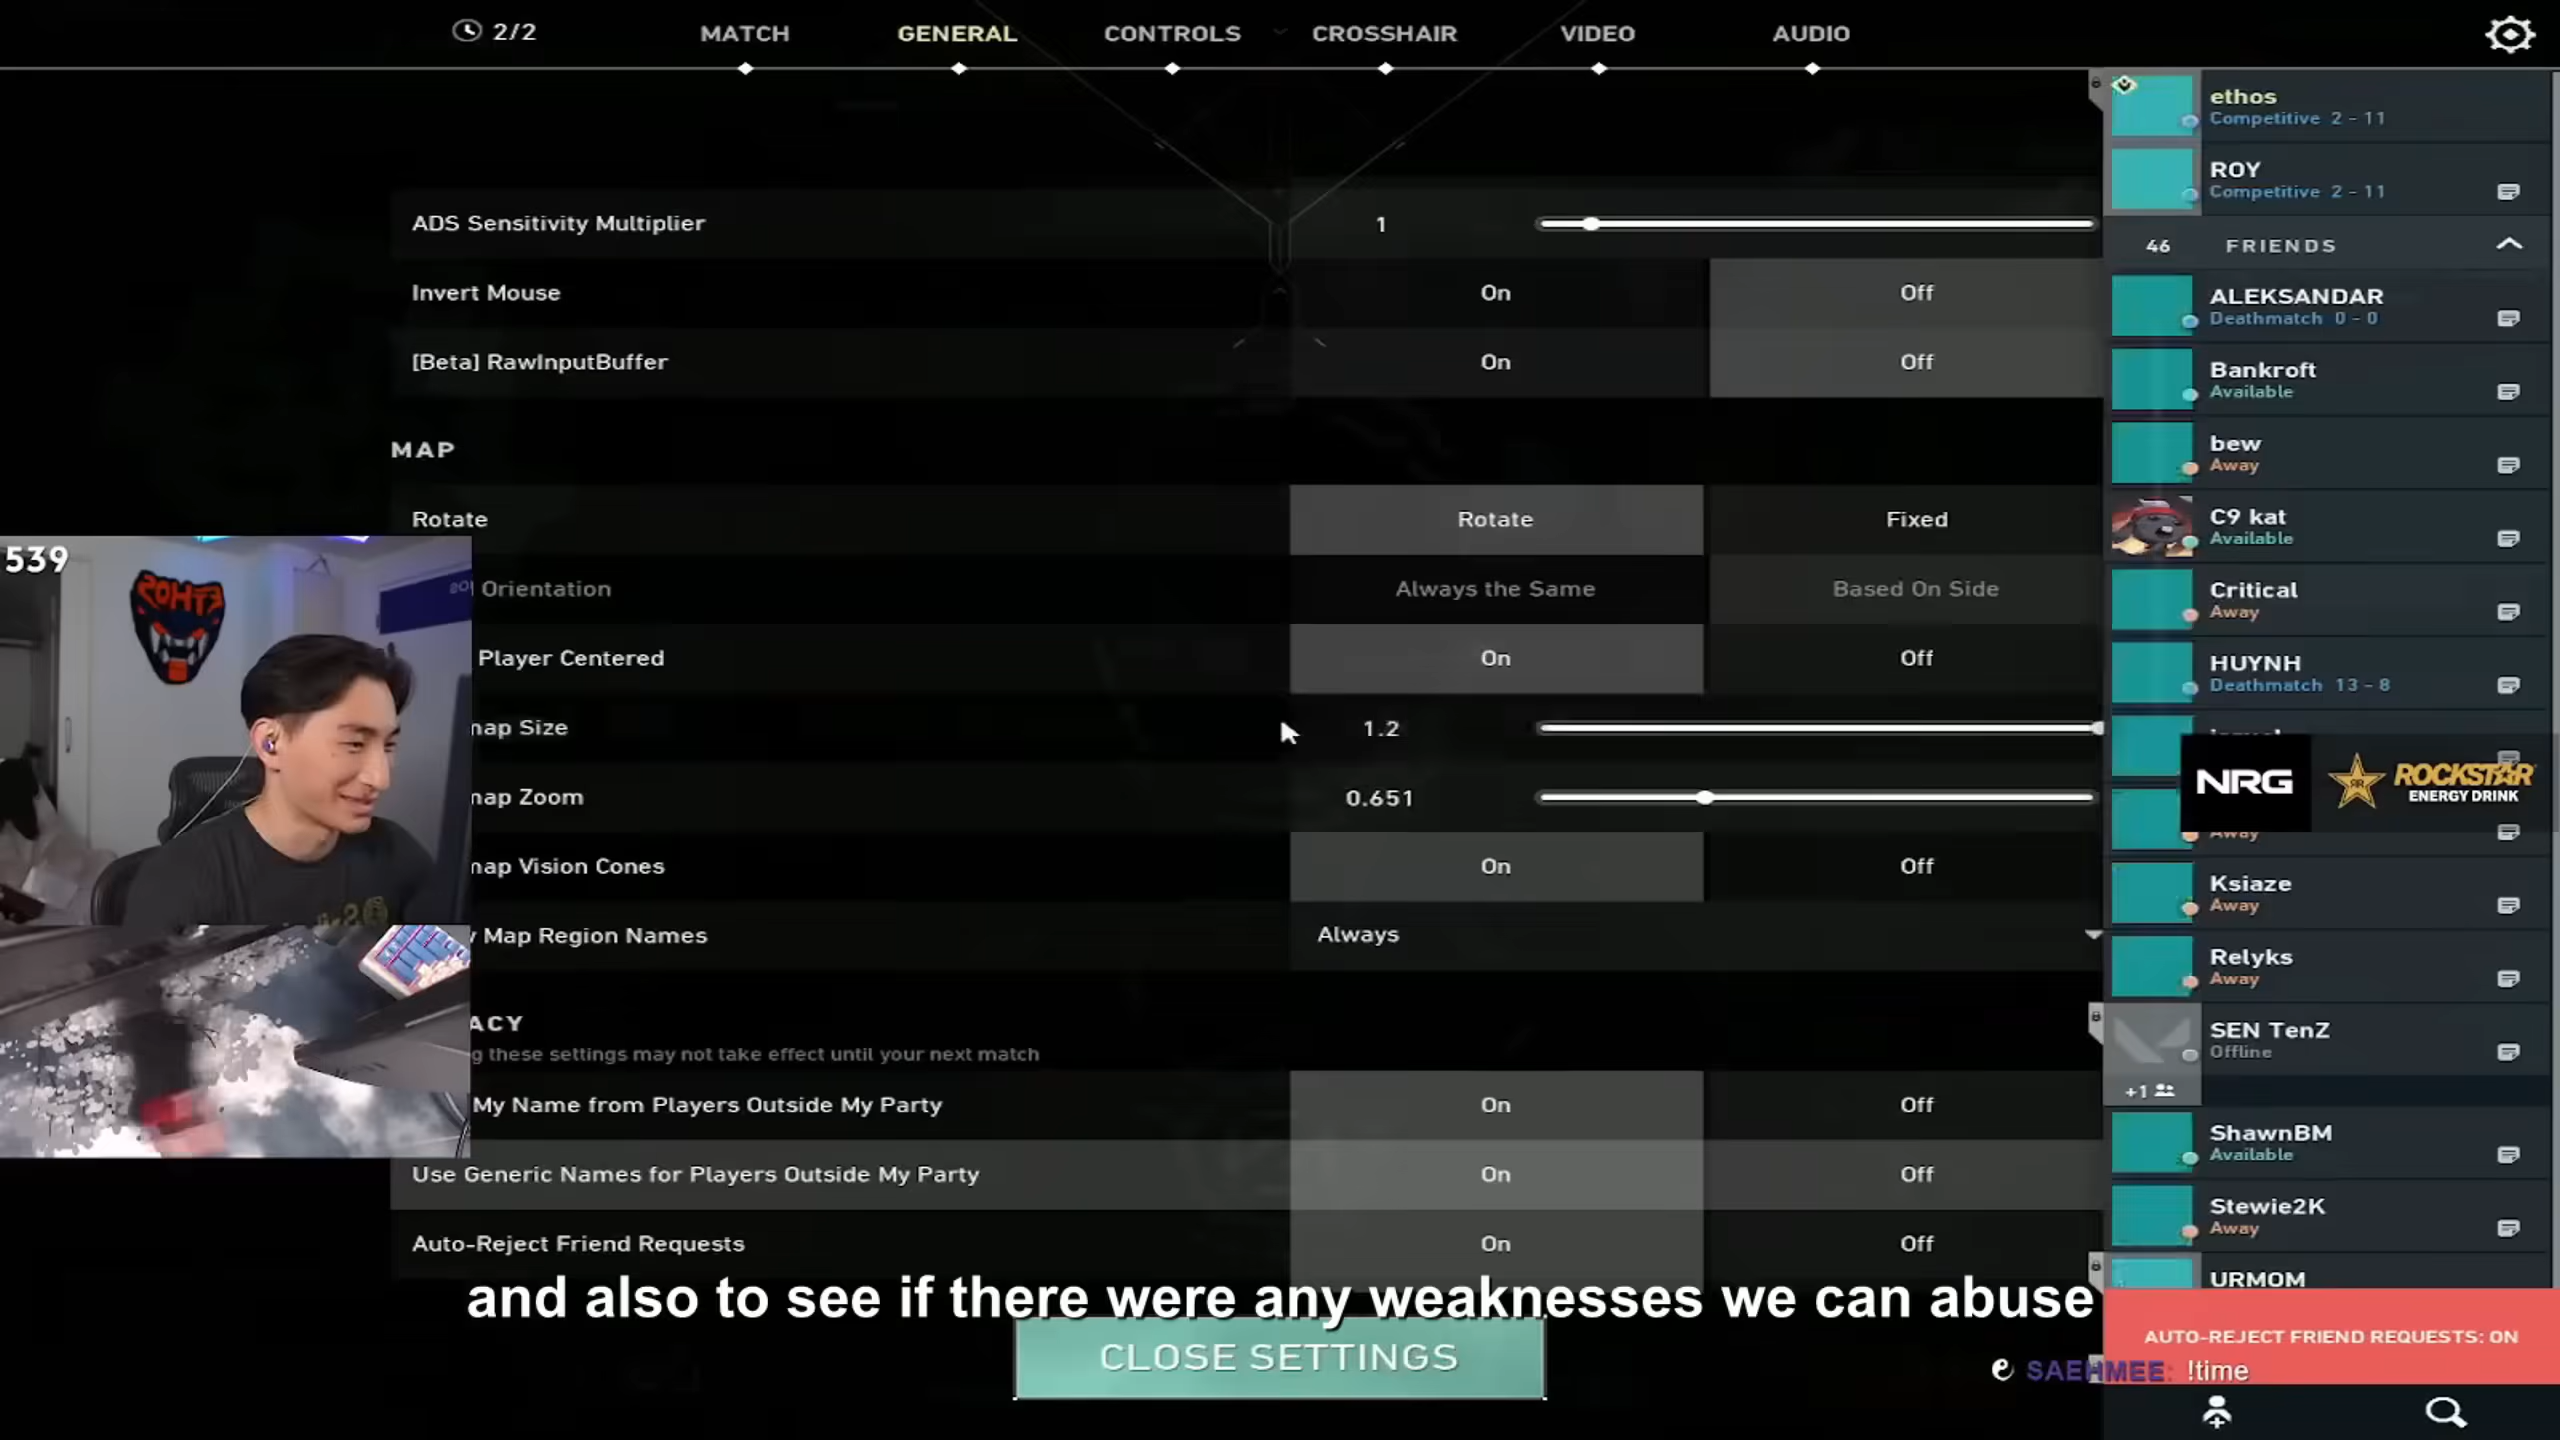 2/2
MATCH
GENERAL
CONTROLS
CROSSHAIR
VIDEO
AUDIO
ADS Sensitivity Multiplier 1
Invert Mouse On Off
[Beta] RawInputBuffer On Off
MAP
Rotate Rotate Fixed
Orientation Always the Same Based On Side
Player Centered On Off
map Size 1.2
map Zoom 0.651
map Vision Cones On Off
Map Region Names Always
ACY
g these settings may not take effect until your next match
My Name from Players Outside My Party On Off
Use Generic Names for Players Outside My Party On Off
Auto-Reject Friend Requests On Off
and also to see if there were any weaknesses we can abuse
CLOSE SETTINGS
539
ETHOS
ethos
Competitive 2 - 11
ROY
Competitive 2 - 11
46 FRIENDS
ALEKSANDAR
Deathmatch 0 - 0
Bankroft
Available
bew
Away
C9 kat
Available
Critical
Away
HUYNH
Deathmatch 13 - 8
NRG
ROCKSTAR
ENERGY DRINK
Away
Ksiaze
Away
Relyks
Away
SEN TenZ
Offline
+1
ShawnBM
Available
Stewie2K
Away
URMOM
AUTO-REJECT FRIEND REQUESTS: ON
SAEHMEE: !time